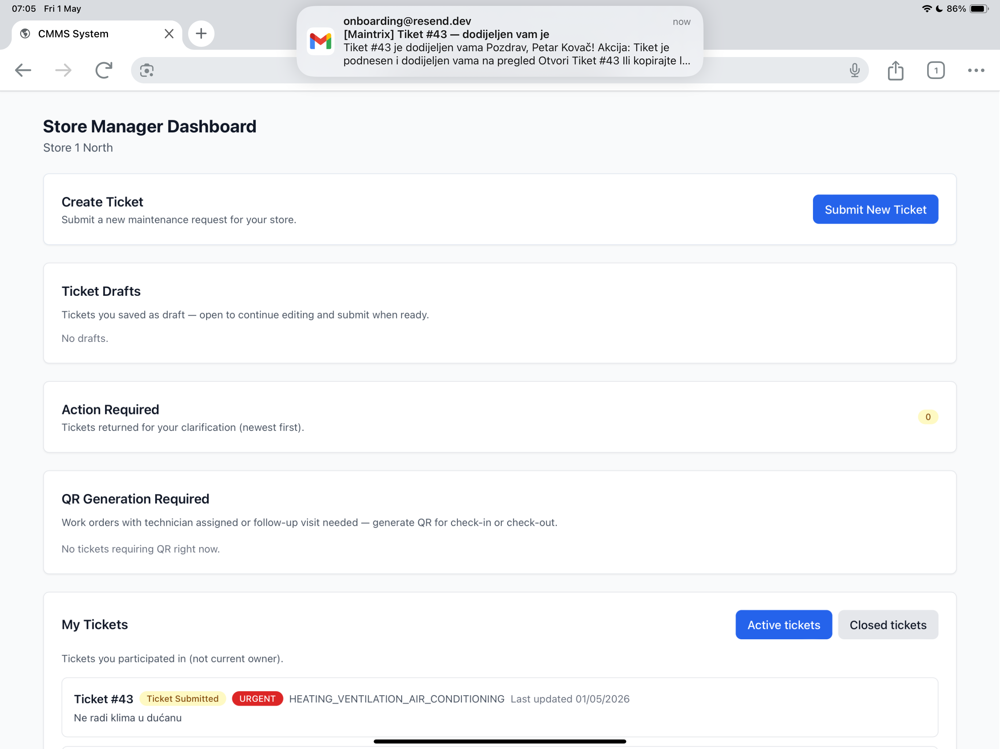 07:05 Fri 1 May
86%
CMMS System
onboarding@resend.dev
now
[Maintrix] Tiket #43 — dodijeljen vam je
Tiket #43 je dodijeljen vama Pozdrav, Petar Kovač! Akcija: Tiket je
podnesen i dodijeljen vama na pregled Otvori Tiket #43 Ili kopirajte l...
1
Store Manager Dashboard
Store 1 North
Create Ticket
Submit a new maintenance request for your store.
Submit New Ticket
Ticket Drafts
Tickets you saved as draft — open to continue editing and submit when ready.
No drafts.
Action Required
Tickets returned for your clarification (newest first).
0
QR Generation Required
Work orders with technician assigned or follow-up visit needed — generate QR for check-in or check-out.
No tickets requiring QR right now.
My Tickets
Active tickets
Closed tickets
Tickets you participated in (not current owner).
Ticket #43 Ticket Submitted URGENT HEATING_VENTILATION_AIR_CONDITIONING Last updated 01/05/2026
Ne radi klima u dućanu